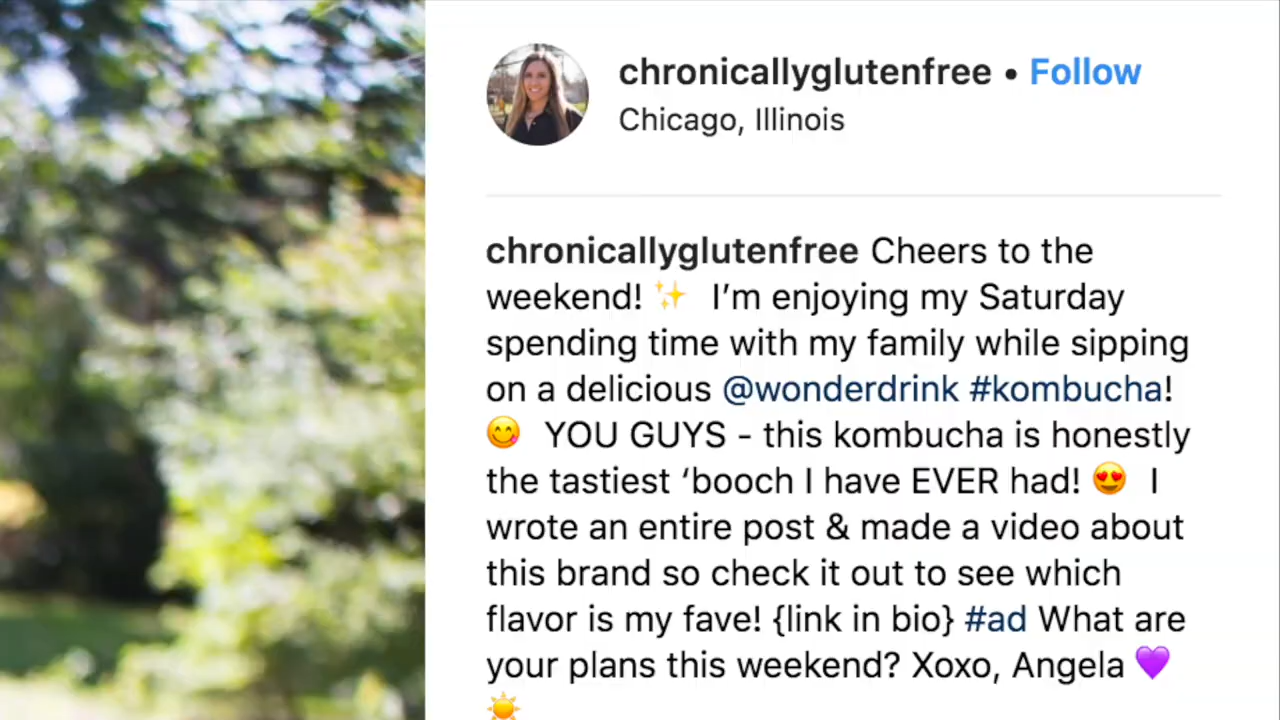 chronicallyglutenfree • Follow
Chicago, Illinois
chronicallyglutenfree Cheers to the
weekend! ✨ I’m enjoying my Saturday
spending time with my family while sipping
on a delicious @wonderdrink #kombucha!
😋 YOU GUYS - this kombucha is honestly
the tastiest ‘booch I have EVER had! 😍 I
wrote an entire post & made a video about
this brand so check it out to see which
flavor is my fave! {link in bio} #ad What are
your plans this weekend? Xoxo, Angela 💜
☀️